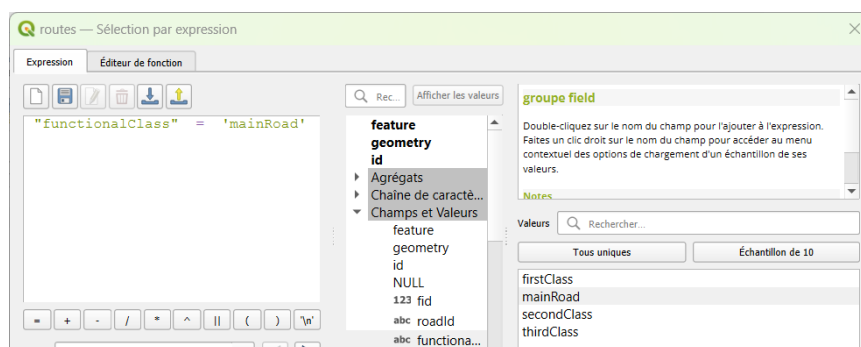 routes — Sélection par expression
Expression Éditeur de fonction
Rec... Afficher les valeurs
"functionalClass" = 'mainRoad'
feature
geometry
id
Agrégats
Chaîne de caractè...
Champs et Valeurs
feature
geometry
id
NULL
123 fid
abc roadId
abc functiona...
= + - / * ^ || ( ) '\n'
groupe field
Double-cliquez sur le nom du champ pour l'ajouter à l'expression.
Faites un clic droit sur le nom du champ pour accéder au menu
contextuel des options de chargement d'un échantillon de ses
valeurs.
Notes
Valeurs Rechercher...
Tous uniques Échantillon de 10
firstClass
mainRoad
secondClass
thirdClass